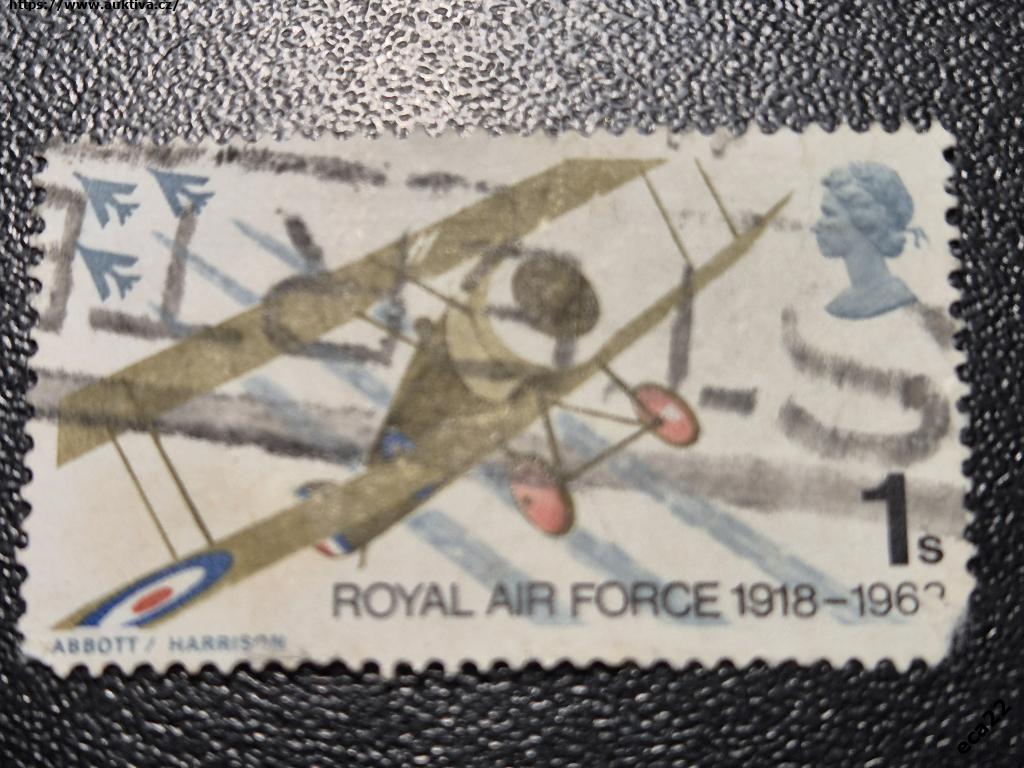 https://www.auktiva.cz/
1s
ROYAL AIR FORCE 1918-196
ABBOTT / HARRISON
eca22